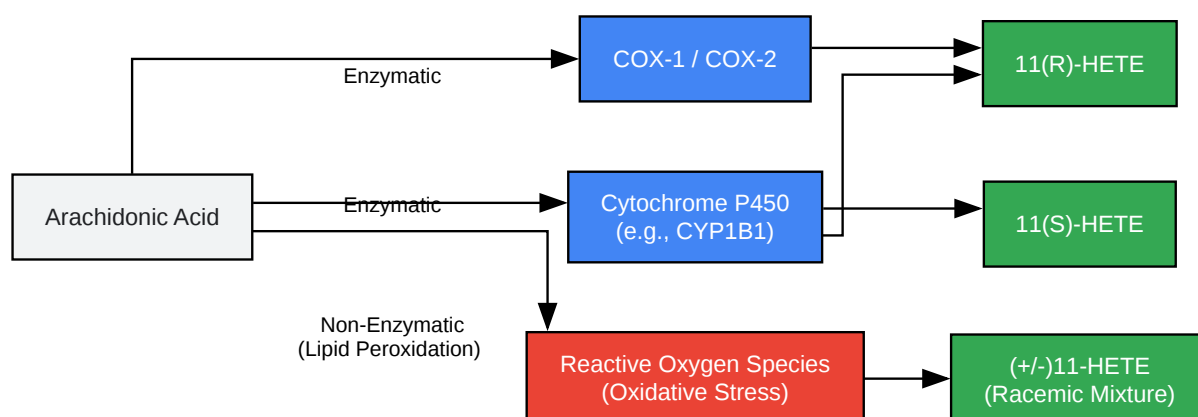 Enzymatic
COX-1 / COX-2
11(R)-HETE
Arachidonic Acid
Enzymatic
Cytochrome P450
(e.g., CYP1B1)
11(S)-HETE
Non-Enzymatic
(Lipid Peroxidation)
Reactive Oxygen Species
(Oxidative Stress)
(+/-)11-HETE
(Racemic Mixture)